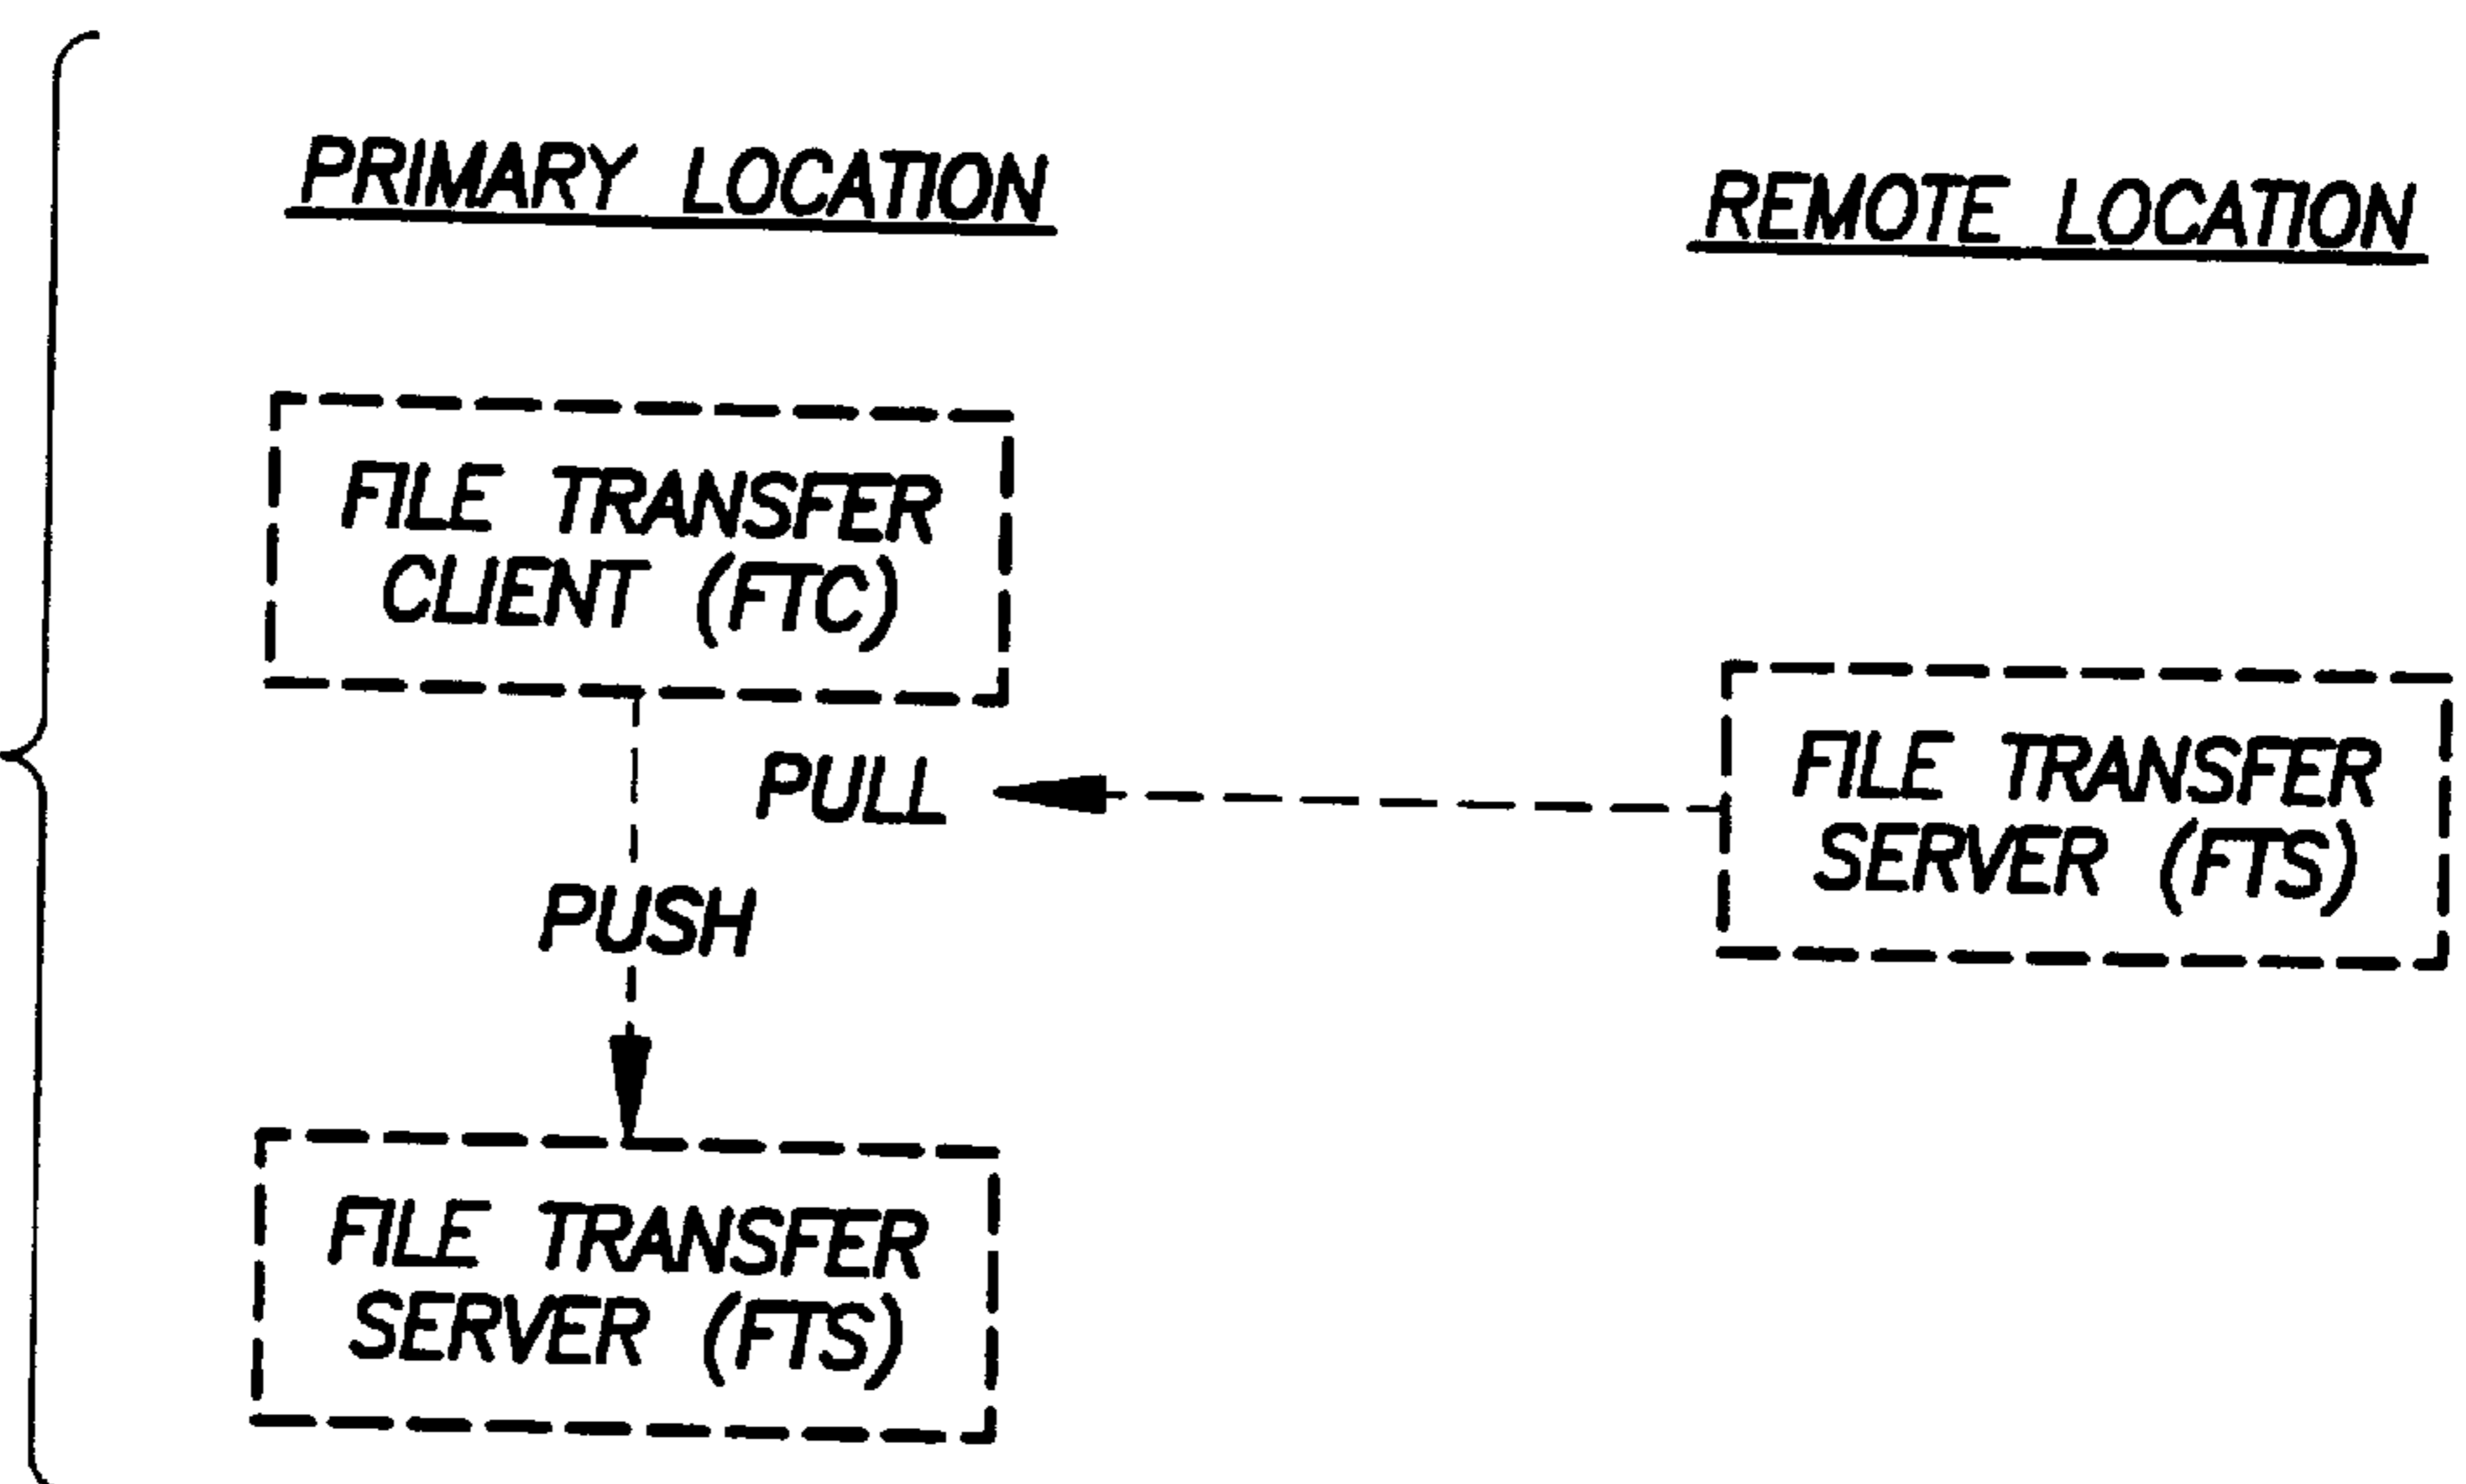 PRIMARY LOCATION
REMOTE LOCATION
FILE TRANSFER
CLIENT (FTC)
PULL
FILE TRANSFER
SERVER (FTS)
PUSH
FILE TRANSFER
SERVER (FTS)